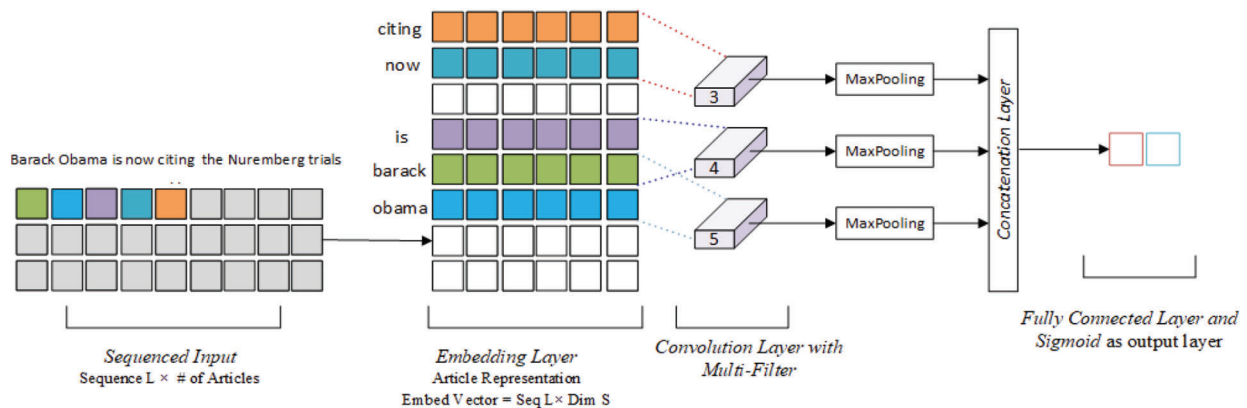 citing
now
is
barack
obama
Barack Obama is now citing the Nuremberg trials
3
4
5
MaxPooling
MaxPooling
MaxPooling
Concatenation Layer
Sequenced Input
Sequence L × # of Articles
Embedding Layer
Article Representation
Embed Vector = Seq L× Dim S
Convolution Layer with
Multi-Filter
Fully Connected Layer and
Sigmoid as output layer